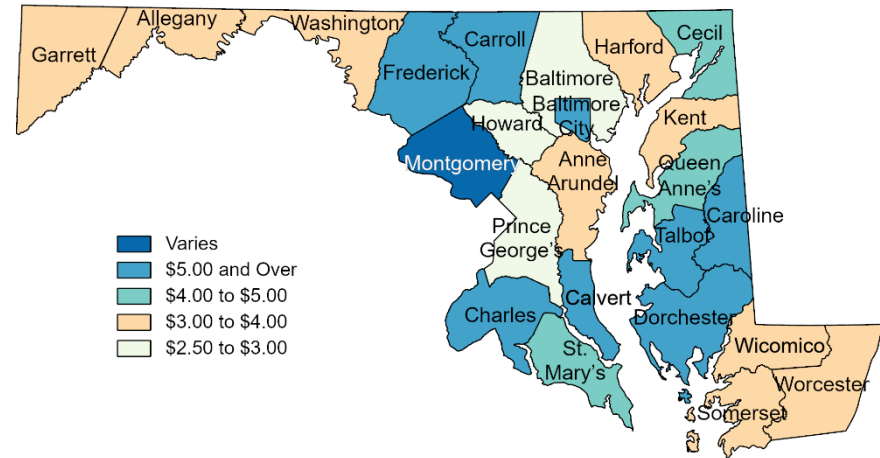 Garrett
Allegany
Washington
Frederick
Carroll
Baltimore
Baltimore
City
Harford
Cecil
Howard
Montgomery
Anne
Arundel
Kent
Queen
Anne's
Caroline
Talbot
Prince
George's
Charles
Calvert
St.
Mary's
Dorchester
Wicomico
Worcester
Somerset
Varies
$5.00 and Over
$4.00 to $5.00
$3.00 to $4.00
$2.50 to $3.00